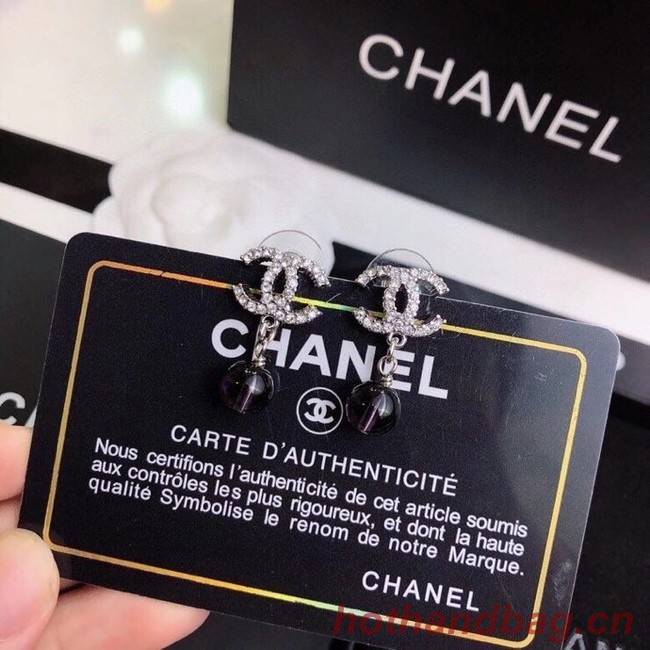 CHANEL
CHANEL
CARTE D'AUTHENTICITÉ
Nous certifions l'authenticité de cet article soumis
aux contrôles les plus rigoureux, et dont la haute
qualité Symbolise le renom de notre Marque.
CHANEL
hothandbag.cn